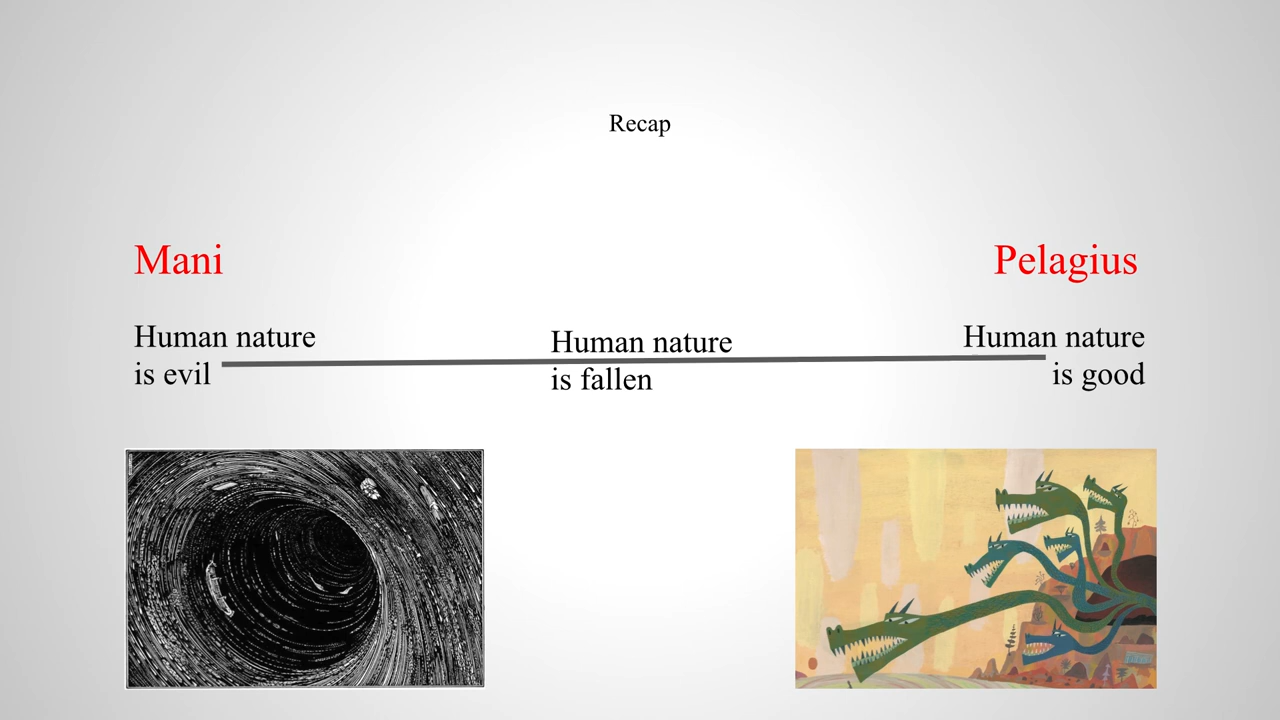 Recap
Mani
Pelagius
Human nature
is evil
Human nature
is fallen
Human nature
is good